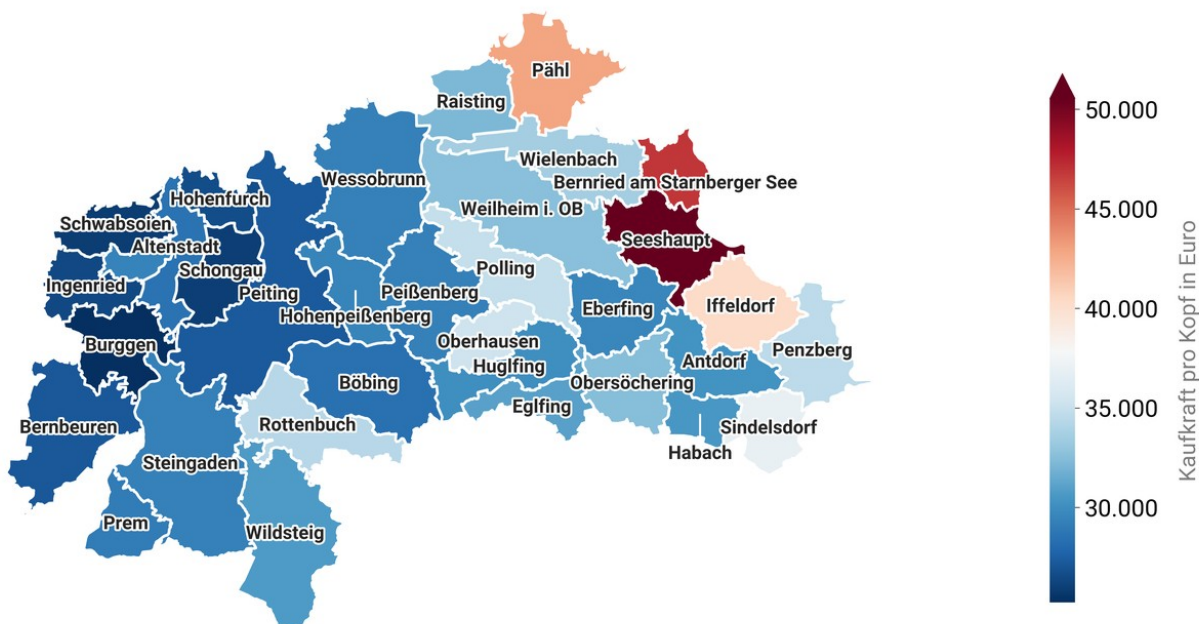 Pähl
Raisting
50.000
Wielenbach
Wessobrunn
Bernried am Starnberger See
Hohenfurch
Weilheim i. OB
45.000
Schwabsoien
Altenstadt
Seeshaupt
Schongau
Polling
Ingenried
Peiting
Peißenberg
Eberfing
Iffeldorf
40.000
Hohenpeißenberg
Burggen
Oberhausen
Penzberg
Antdorf
Huglfing
Böbing
Obersöchering
Eglfing
35.000
Bernbeuren
Rottenbuch
Sindelsdorf
Habach
Steingaden
30.000
Prem
Wildsteig
Kaufkraft pro Kopf in Euro